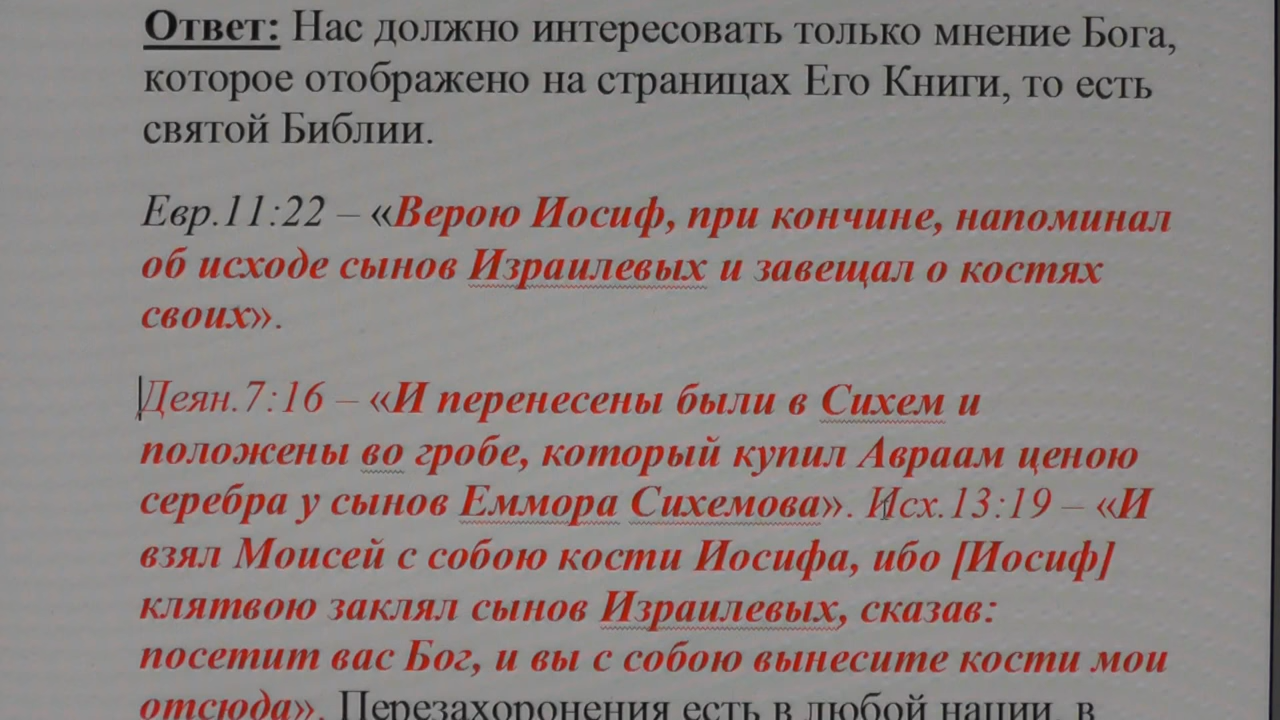 Ответ: Нас должно интересовать только мнение Бога,
которое отображено на страницах Его Книги, то есть
святой Библии.
Евр.11:22 – «Верою Иосиф, при кончине, напоминал
об исходе сынов Израилевых и завещал о костях
своих».
Деян.7:16 – «И перенесены были в Сихем и
положены во гробе, который купил Авраам ценою
серебра у сынов Еммора Сихемова». Исх.13:19 – «И
взял Моисей с собою кости Иосифа, ибо [Иосиф]
клятвою заклял сынов Израилевых, сказав:
посетит вас Бог, и вы с собою вынесите кости мои
отсюда». Перезахоронения есть в любой нации, в